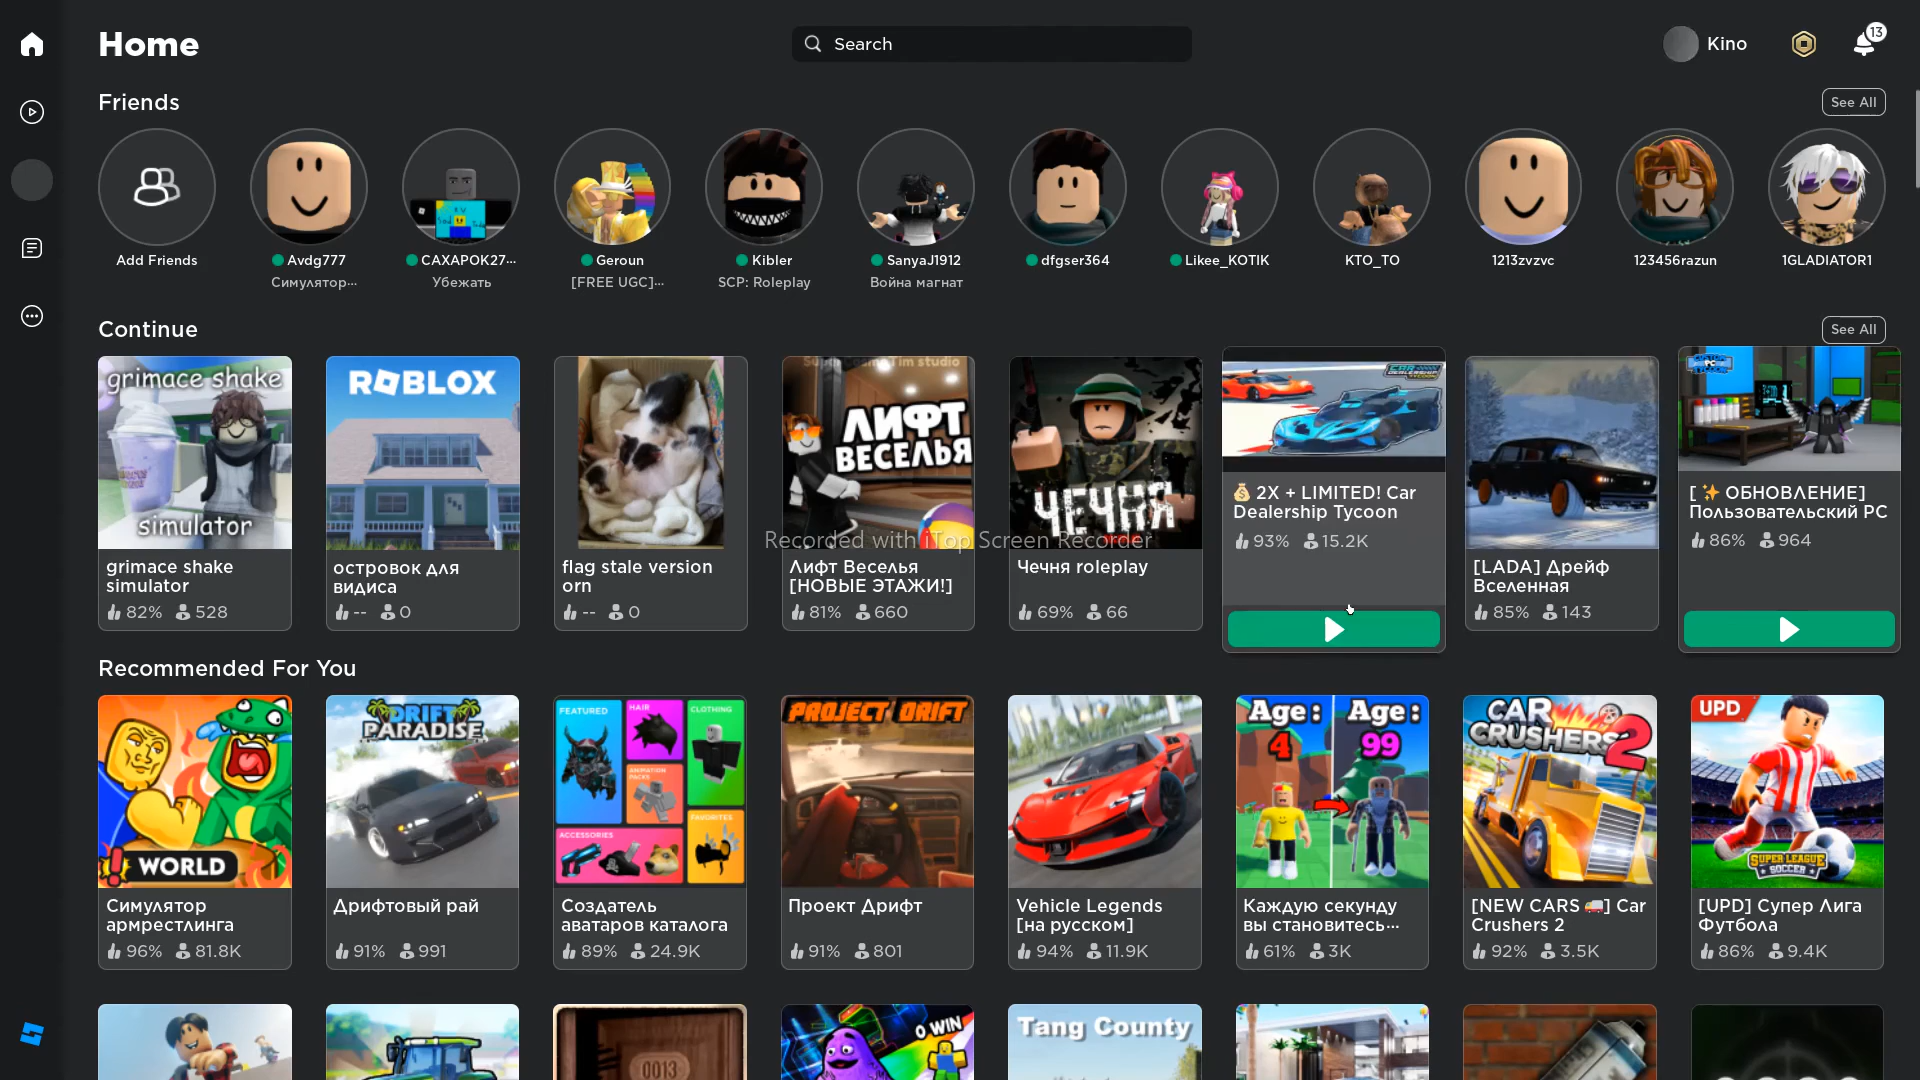 Home
Search
Kino
13
Friends
See All
Add Friends
Avdg777
CAXAPOK27...
Geroun
Kibler
SanyaJ1912
dfgser364
Likee_KOTIK
KTO_TO
1213zvzvc
123456razun
1GLADIATOR1
Симулятор...
Убежать
[FREE UGC]...
SCP: Roleplay
Война магнат
Continue
See All
grimace shake
simulator
ROBLOX
ЛИФТ
ВЕСЕЛЬЯ
ЧЕЧНЯ
Recorded with iTop Screen Recorder
grimace shake
simulator
82% 528
островок для
видиса
-- 0
flag stale version
orn
-- 0
Лифт Веселья
[НОВЫЕ ЭТАЖИ!]
81% 660
Чечня roleplay
69% 66
💰 2X + LIMITED! Car
Dealership Tycoon
93% 15.2K
[LADA] Дрейф
Вселенная
85% 143
[ ✨ ОБНОВЛЕНИЕ]
Пользовательский PC
86% 964
Recommended For You
WORLD
DRIFT
PARADISE
FEATURED
HAIR
CLOTHING
ANIMATION
PACKS
ACCESSORIES
FAVORITES
PROJECT DRIFT
Age:
4
Age:
99
CAR
CRUSHERS 2
UPD
SUPER LEAGUE
SOCCER
Симулятор
армрестлинга
96% 81.8K
Дрифтовый рай
91% 991
Создатель
аватаров каталога
89% 24.9K
Проект Дрифт
91% 801
Vehicle Legends
[на русском]
94% 11.9K
Каждую секунду
вы становитесь...
61% 3K
[NEW CARS 🚚] Car
Crushers 2
92% 3.5K
[UPD] Супер Лига
Футбола
86% 9.4K
0013
0 WIN
Tang County